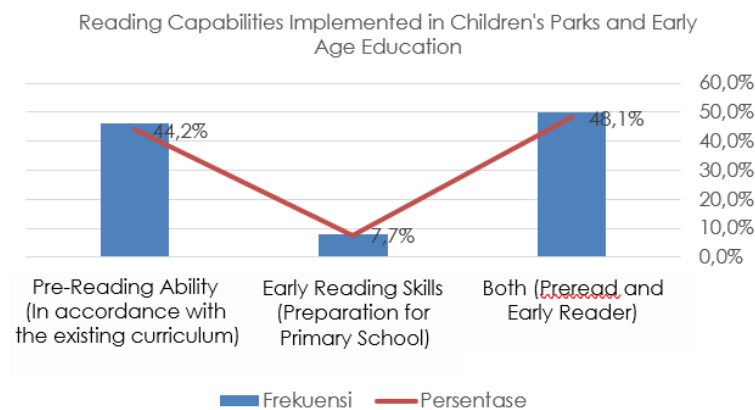 Reading Capabilities Implemented in Children's Parks and Early
Age Education
60,0%
50,0%
40,0%
30,0%
20,0%
10,0%
0,0%
44,2%
7,7%
48,1%
Pre-Reading Ability
(In accordance with
the existing curriculum)
Early Reading Skills
(Preparation for
Primary School)
Both (Preread and
Early Reader)
Frekuensi
Persentase